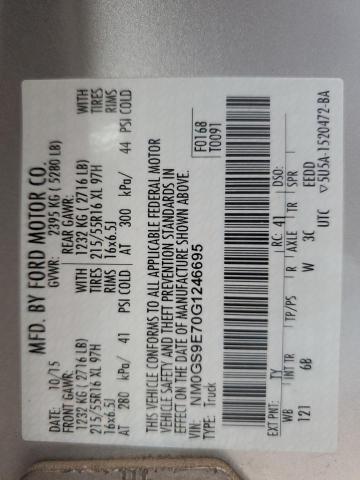 MFD. BY FORD MOTOR CO.
DATE: 10/15 GVWR: 2395 KG ( 5280 LB)
FRONT GAWR: REAR GAWR:
1232 KG ( 2716 LB) 1232 KG ( 2716 LB) WITH
215/55R16 XL 97H 215/55R16 XL 97H TIRES
16x6.5J 16x6.5J RIMS
AT 280 kPa/ 41 PSI COLD AT 300 kPa/ 44 PSI COLD
WITH
TIRES
RIMS
THIS VEHICLE CONFORMS TO ALL APPLICABLE FEDERAL MOTOR
VEHICLE SAFETY AND THEFT PREVENTION STANDARDS IN
EFFECT ON THE DATE OF MANUFACTURE SHOWN ABOVE.
VIN: NM0GS9E70G1246695
TYPE: Truck
F0168
T0091
EXT PNT: TY RC: 41 DSO:
WB INT TR TP/PS R AXLE TR SPR
121 6B W 3C EEDD
UTC ▽5U5A-1520472-BA